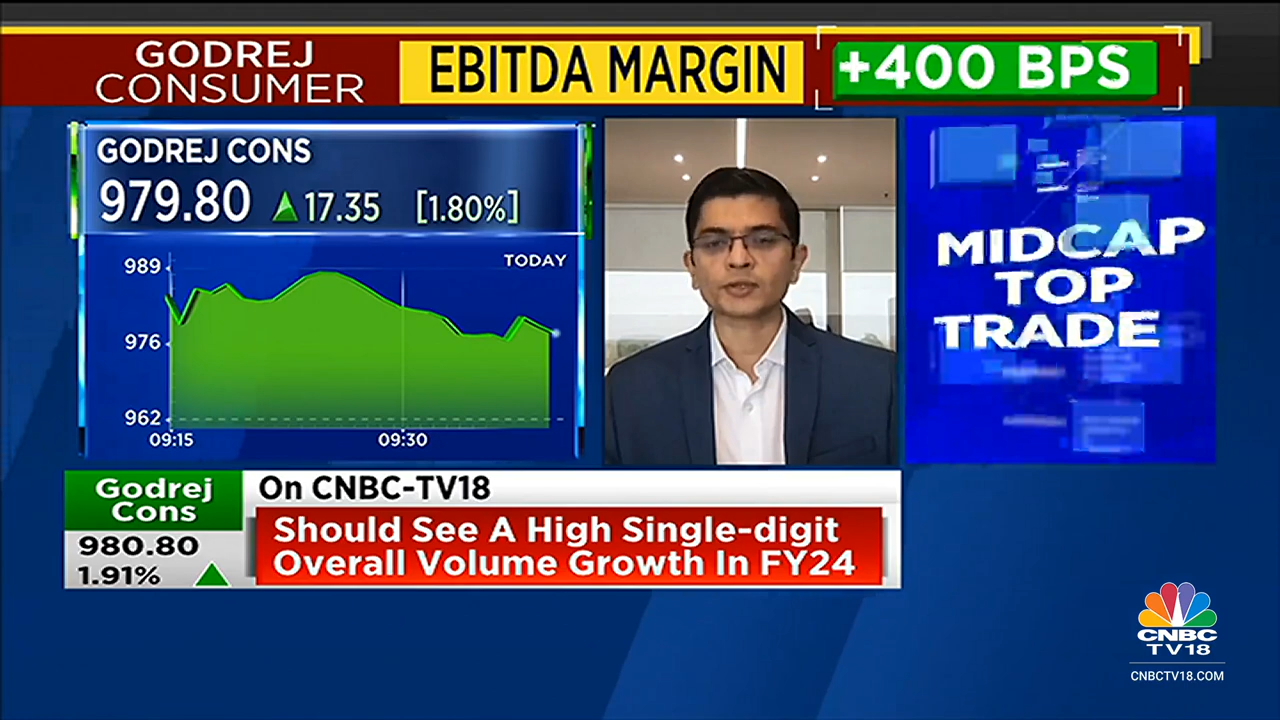 GODREJ
CONSUMER
EBITDA MARGIN
+400 BPS
GODREJ CONS
979.80 ▲ 17.35 [1.80%]
TODAY
989
976
962
09:15 09:30
MIDCAP
TOP
TRADE
Godrej
Cons
980.80
1.91% ▲
On CNBC-TV18
Should See A High Single-digit
Overall Volume Growth In FY24
CNBC
TV18
CNBCTV18.COM